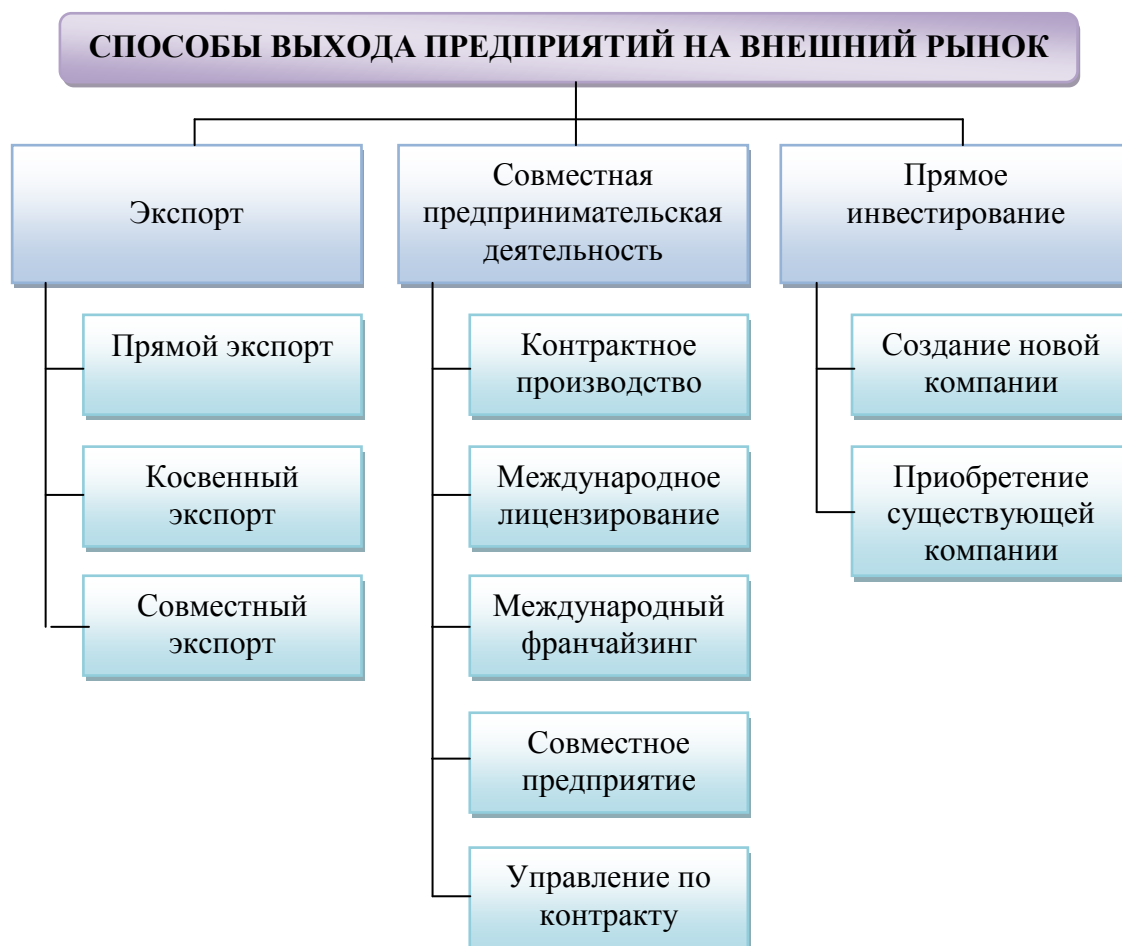 СПОСОБЫ ВЫХОДА ПРЕДПРИЯТИЙ НА ВНЕШНИЙ РЫНОК
Экспорт
Прямой экспорт
Косвенный
экспорт
Совместный
экспорт
Совместная
предпринимательская
деятельность
Контрактное
производство
Международное
лицензирование
Международный
франчайзинг
Совместное
предприятие
Управление по
контракту
Прямое
инвестирование
Создание новой
компании
Приобретение
существующей
компании